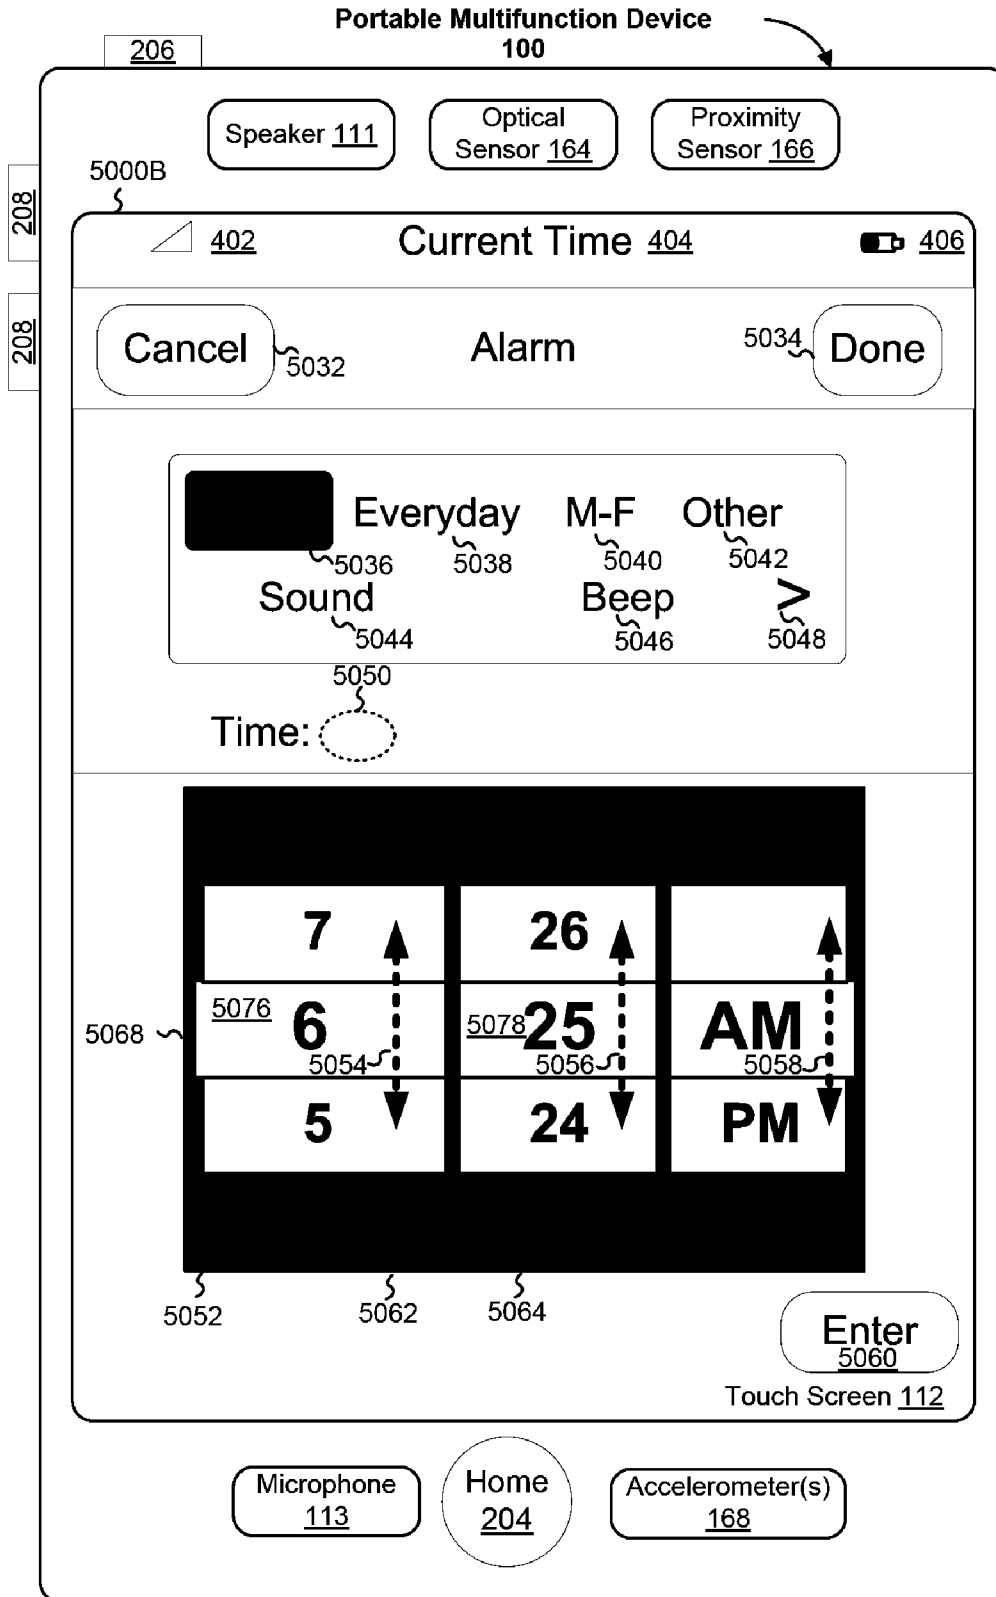 Portable Multifunction Device
100
206
Speaker 111
Optical
Sensor 164
Proximity
Sensor 166
5000B
208
208
402
Current Time 404
406
Cancel
5032
Alarm
5034
Done
5036
Everyday
5038
M-F
5040
Other
5042
Sound
5044
Beep
5046
>
5048
5050
Time:
7
26
5068
5076
6
5054
5078
25
5056
AM
5058
5
24
PM
5052
5062
5064
Enter
5060
Touch Screen 112
Microphone
113
Home
204
Accelerometer(s)
168